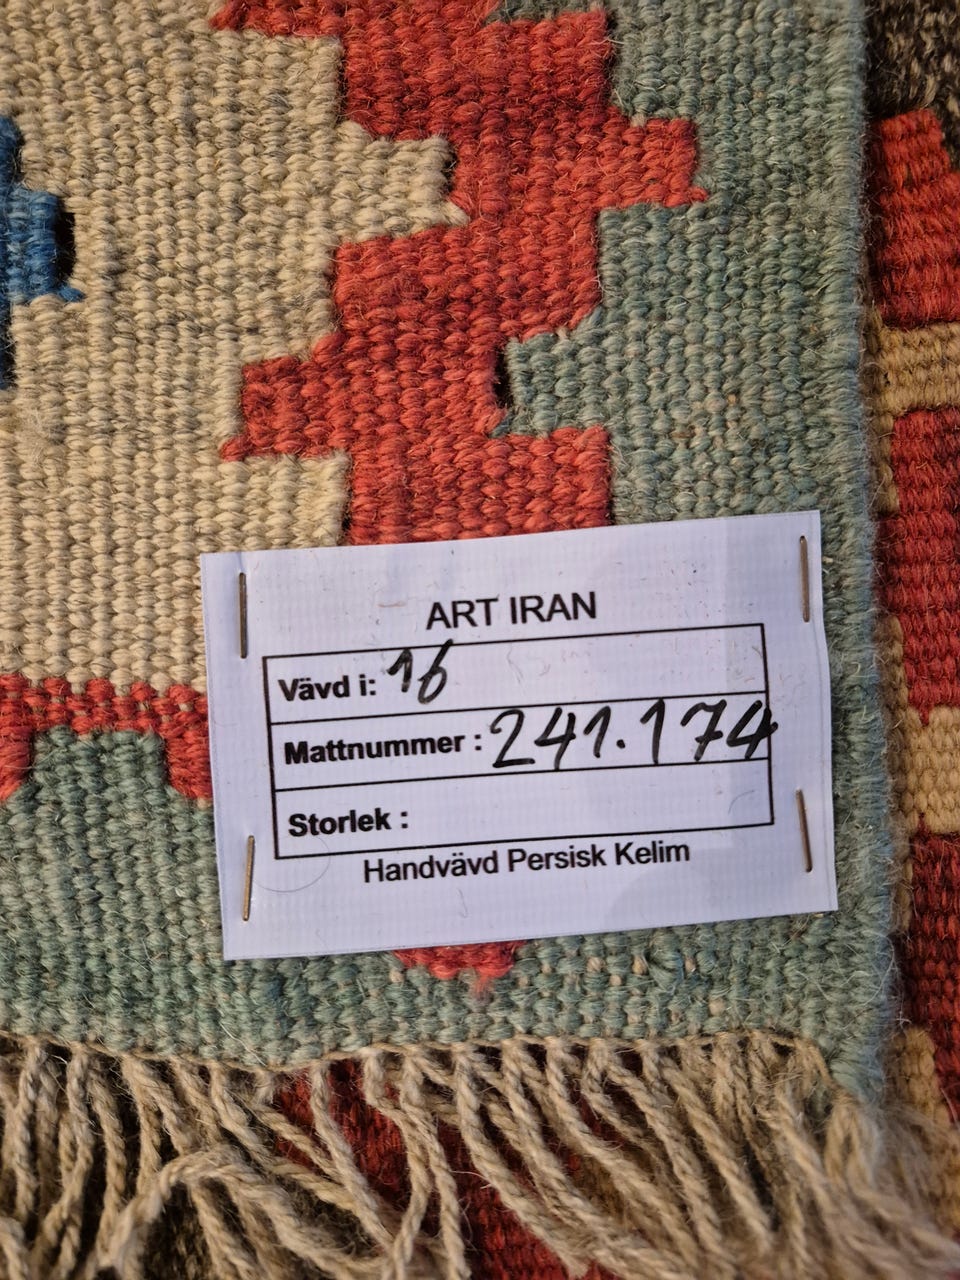 ART IRAN
Vävd i: 16
Mattnummer : 241.174
Storlek :
Handvävd Persisk Kelim